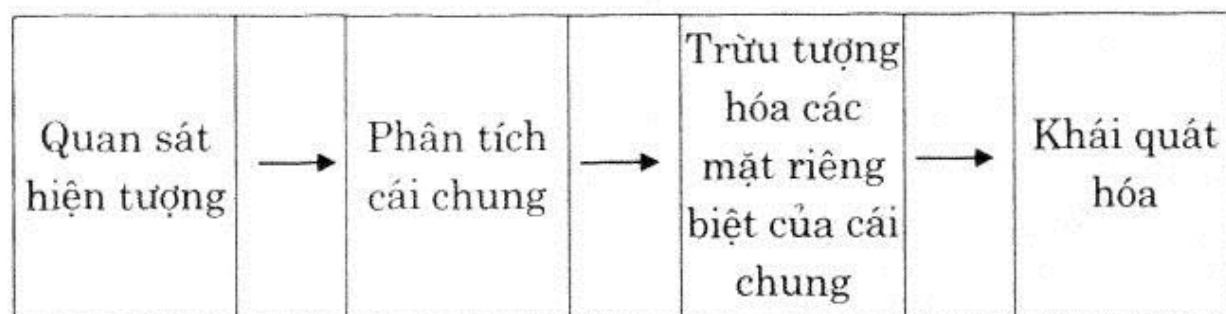 Quan sát
hiện tượng
Phân tích
cái chung
Trừu tượng
hóa các
mặt riêng
biệt của cái
chung
Khái quát
hóa